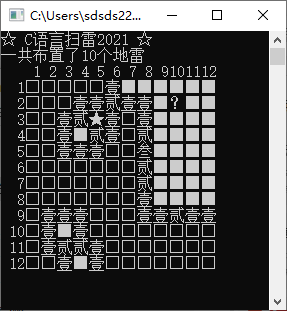 C:\Users\sdsds22...
☆ C语言扫雷2021 ☆
一共布置了10个地雷
1 2 3 4 5 6 7 8 9101112
1□□□□□壹■■■■■■
2□□□壹壹贰壹壹■?■■
3□□壹贰★壹□壹■■■■
4□□壹■贰壹□贰■■■■
5□□壹壹壹□□叁■■■■
6□□□□□□□贰■■■■
7□□□□□□□贰■■■■
8□□□□□□□壹■■■■
9□壹壹壹□□□壹壹贰壹壹
10□壹■壹□□□□□□□□
11□壹贰贰壹□□□□□□□
12□□壹■壹□□□□□□□